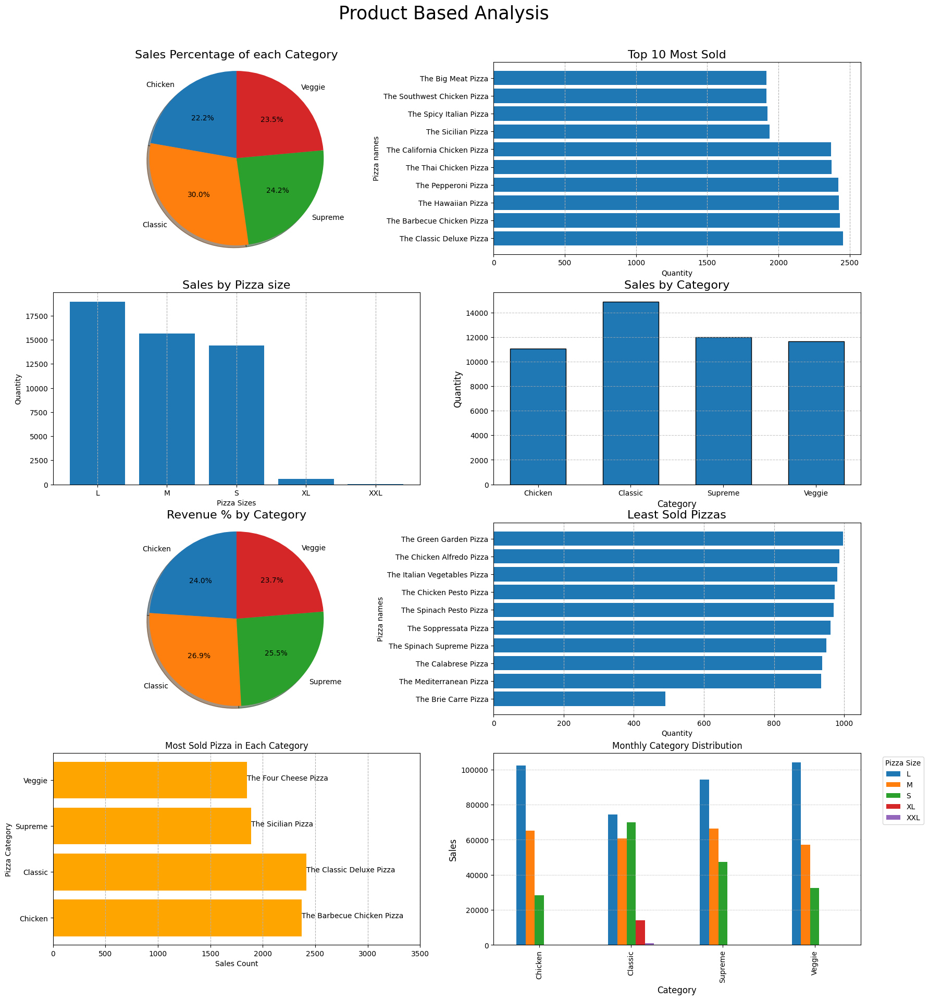 Product Based Analysis
Sales Percentage of each Category
Chicken
Veggie
22.2%
23.5%
30.0%
24.2%
Classic
Supreme
Top 10 Most Sold
Pizza names
The Big Meat Pizza
The Southwest Chicken Pizza
The Spicy Italian Pizza
The Sicilian Pizza
The California Chicken Pizza
The Thai Chicken Pizza
The Pepperoni Pizza
The Hawaiian Pizza
The Barbecue Chicken Pizza
The Classic Deluxe Pizza
0 500 1000 1500 2000 2500
Quantity
Sales by Pizza size
Quantity
17500
15000
12500
10000
7500
5000
2500
0
L M S XL XXL
Pizza Sizes
Sales by Category
Quantity
14000
12000
10000
8000
6000
4000
2000
0
Chicken Classic Supreme Veggie
Category
Revenue % by Category
Chicken
Veggie
24.0%
23.7%
26.9%
25.5%
Classic
Supreme
Least Sold Pizzas
Pizza names
The Green Garden Pizza
The Chicken Alfredo Pizza
The Italian Vegetables Pizza
The Chicken Pesto Pizza
The Spinach Pesto Pizza
The Soppressata Pizza
The Spinach Supreme Pizza
The Calabrese Pizza
The Mediterranean Pizza
The Brie Carre Pizza
0 200 400 600 800 1000
Quantity
Most Sold Pizza in Each Category
Pizza Category
Veggie
The Four Cheese Pizza
Supreme
The Sicilian Pizza
Classic
The Classic Deluxe Pizza
Chicken
The Barbecue Chicken Pizza
0 500 1000 1500 2000 2500 3000 3500
Sales Count
Monthly Category Distribution
Sales
100000
80000
60000
40000
20000
0
Chicken
Classic
Supreme
Veggie
Category
Pizza Size
L
M
S
XL
XXL